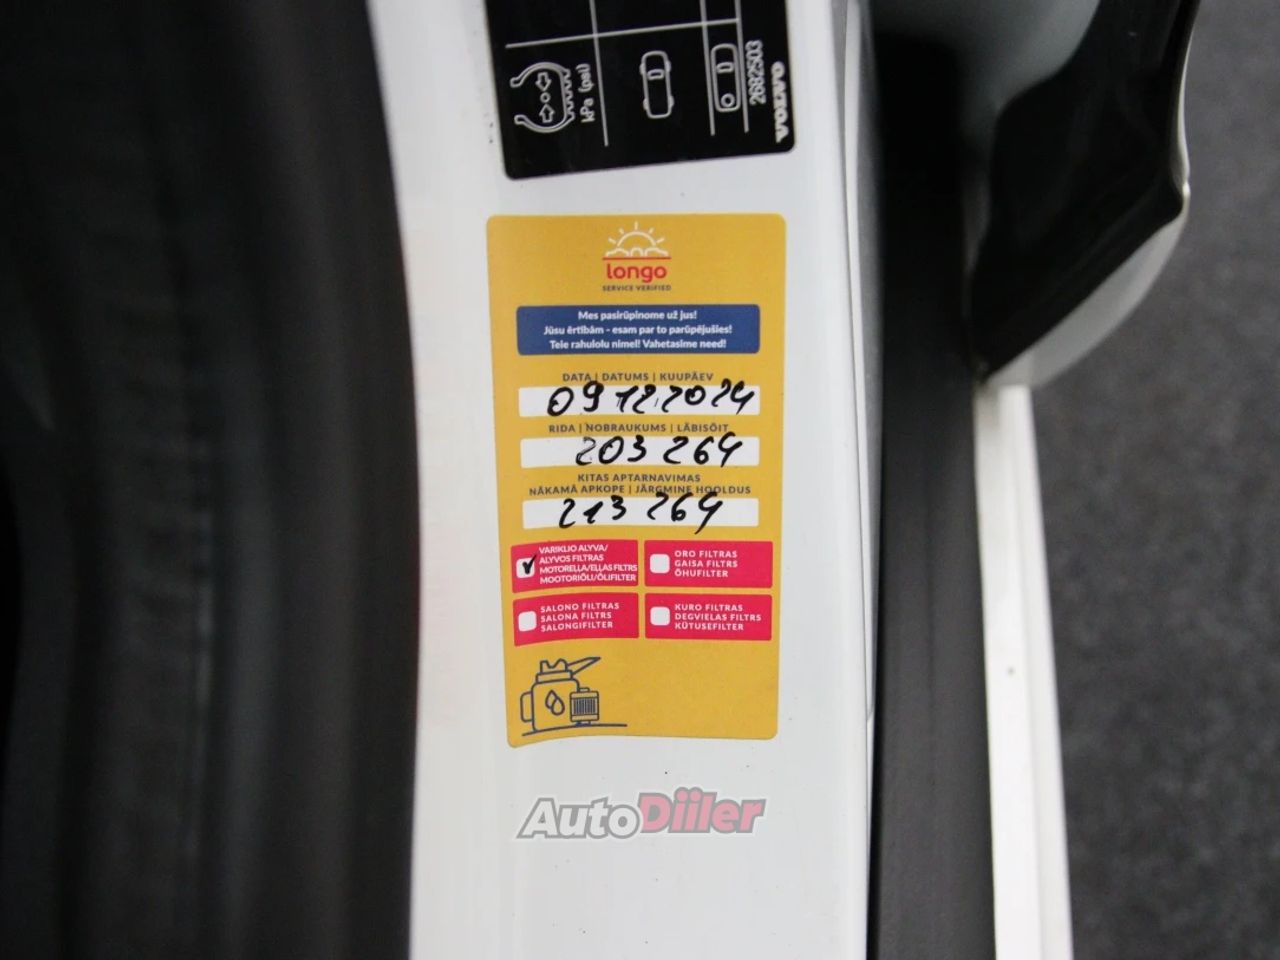 kPa (psi)
2682503
VOLVO
longo
SERVICE VERIFIED
Mes pasirūpinome už jus!
Jūsu ērtībām - esam par to parūpējušies!
Teie rahulolu nimel! Vahetasime need!
DATA | DATUMS | KUUPÄEV
09 12.2024
RIDA | NOBRAUKUMS | LÄBISÕIT
203 264
KITAS APTARNAVIMAS
NĀKAMĀ APKOPE | JÄRGMINE HOOLDUS
213 264
VARIKLIO ALYVA/
ALYVOS FILTRAS
MOTOREĻĻA/EĻĻAS FILTRS
MOOTORIÕLI/ÕLIFILTER
ORO FILTRAS
GAISA FILTRS
ÕHUFILTER
SALONO FILTRAS
SALONA FILTRS
SALONGIFILTER
KURO FILTRAS
DEGVIELAS FILTRS
KÜTUSEFILTER
AutoDiiler